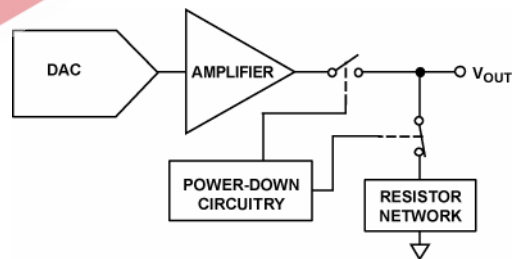 DAC
AMPLIFIER
VOUT
POWER-DOWN
CIRCUITRY
RESISTOR
NETWORK